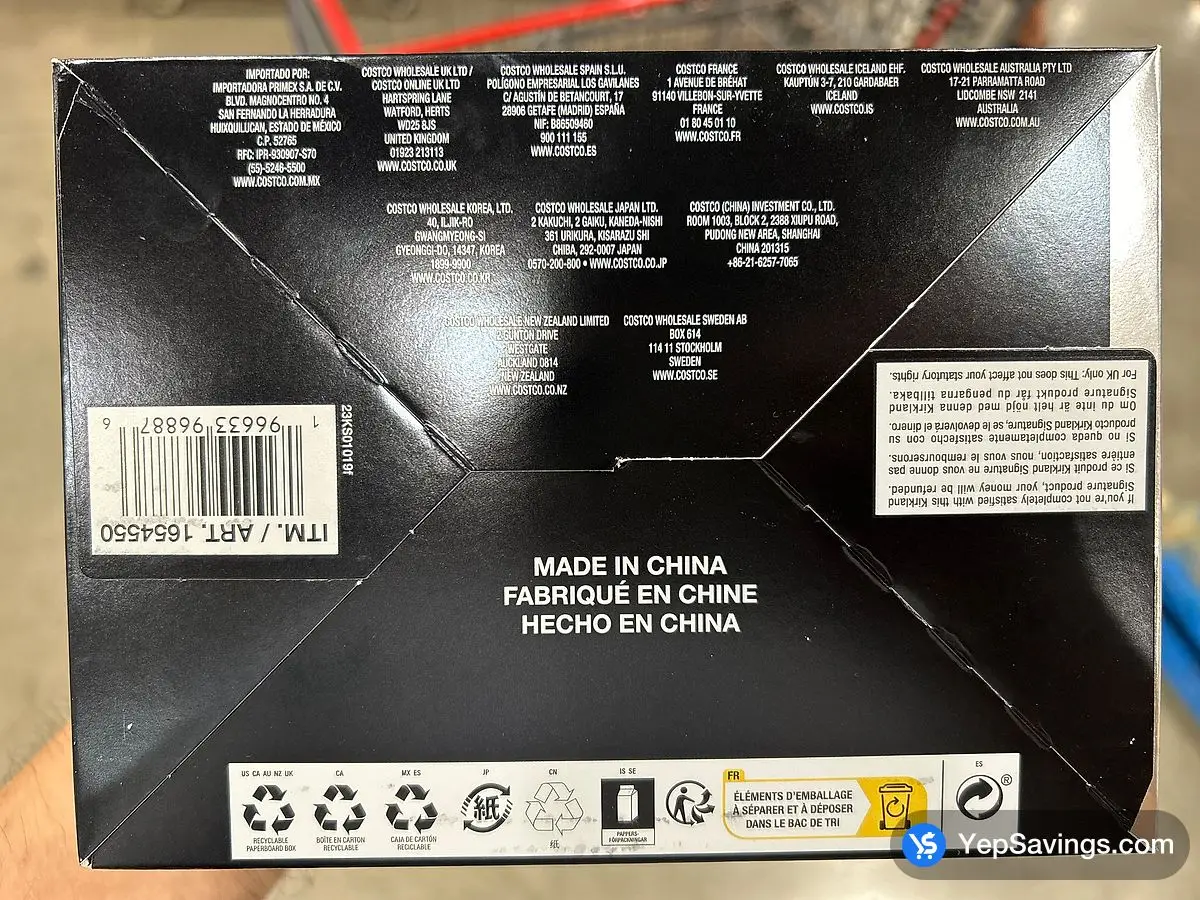 IMPORTADO POR:
IMPORTADORA PRIMEX S.A. DE C.V.
BLVD. MAGNOCENTRO NO. 4
SAN FERNANDO LA HERRADURA
HUIXQUILUCAN, ESTADO DE MÉXICO
C.P. 52765
RFC: IPR-930907-S70
(55)-5246-5500
WWW.COSTCO.COM.MX
COSTCO WHOLESALE UK LTD /
COSTCO ONLINE UK LTD
HARTSPRING LANE
WATFORD, HERTS
WD25 8JS
UNITED KINGDOM
01923 213113
WWW.COSTCO.CO.UK
COSTCO WHOLESALE SPAIN S.L.U.
POLÍGONO EMPRESARIAL LOS GAVILANES
C/ AGUSTÍN DE BETANCOURT, 17
28906 GETAFE (MADRID) ESPAÑA
NIF: B86509460
900 111 155
WWW.COSTCO.ES
COSTCO FRANCE
1 AVENUE DE BRÉHAT
91140 VILLEBON-SUR-YVETTE
FRANCE
01 80 45 01 10
WWW.COSTCO.FR
COSTCO WHOLESALE ICELAND EHF.
KAUPTÚN 3-7, 210 GARDABAER
ICELAND
WWW.COSTCO.IS
COSTCO WHOLESALE AUSTRALIA PTY LTD
17-21 PARRAMATTA ROAD
LIDCOMBE NSW 2141
AUSTRALIA
WWW.COSTCO.COM.AU
COSTCO WHOLESALE KOREA, LTD.
40, ILJIK-RO
GWANGMYEONG-SI
GYEONGGI-DO, 14347, KOREA
1899-9900
WWW.COSTCO.CO.KR
COSTCO WHOLESALE JAPAN LTD.
2 KAKUCHI, 2 GAIKU, KANEDA-NISHI
361 URIKURA, KISARAZU SHI
CHIBA, 292-0007 JAPAN
0570-200-800 • WWW.COSTCO.CO.JP
COSTCO (CHINA) INVESTMENT CO., LTD.
ROOM 1003, BLOCK 2, 2388 XIUPU ROAD,
PUDONG NEW AREA, SHANGHAI
CHINA 201315
+86-21-6257-7065
COSTCO WHOLESALE NEW ZEALAND LIMITED
2 GUNTON DRIVE
WESTGATE
AUCKLAND 0814
NEW ZEALAND
WWW.COSTCO.CO.NZ
COSTCO WHOLESALE SWEDEN AB
BOX 614
114 11 STOCKHOLM
SWEDEN
WWW.COSTCO.SE
If you're not completely satisfied with this Kirkland
Signature product, your money will be refunded.
Si ce produit Kirkland Signature ne vous donne pas
entière satisfaction, nous vous le rembourserons.
Si no queda completamente satisfecho con su
producto Kirkland Signature, se le devolverá el dinero.
Om du inte är helt nöjd med denna Kirkland
Signature produkt får du pengarna tillbaka.
For UK only: This does not affect your statutory rights.
23KS01019f
ITM. / ART. 1654550
1 96633 96887 6
MADE IN CHINA
FABRIQUÉ EN CHINE
HECHO EN CHINA
US CA AU NZ UK
RECYCLABLE
PAPERBOARD BOX
CA
BOÎTE EN CARTON
RECYCLABLE
MX ES
CAJA DE CARTÓN
RECICLABLE
JP
紙
CN
纸
IS SE
PAPPERS-
FÖRPACKNINGAR
FR
ÉLÉMENTS D'EMBALLAGE
À SÉPARER ET À DÉPOSER
DANS LE BAC DE TRI
ES
®
YepSavings.com